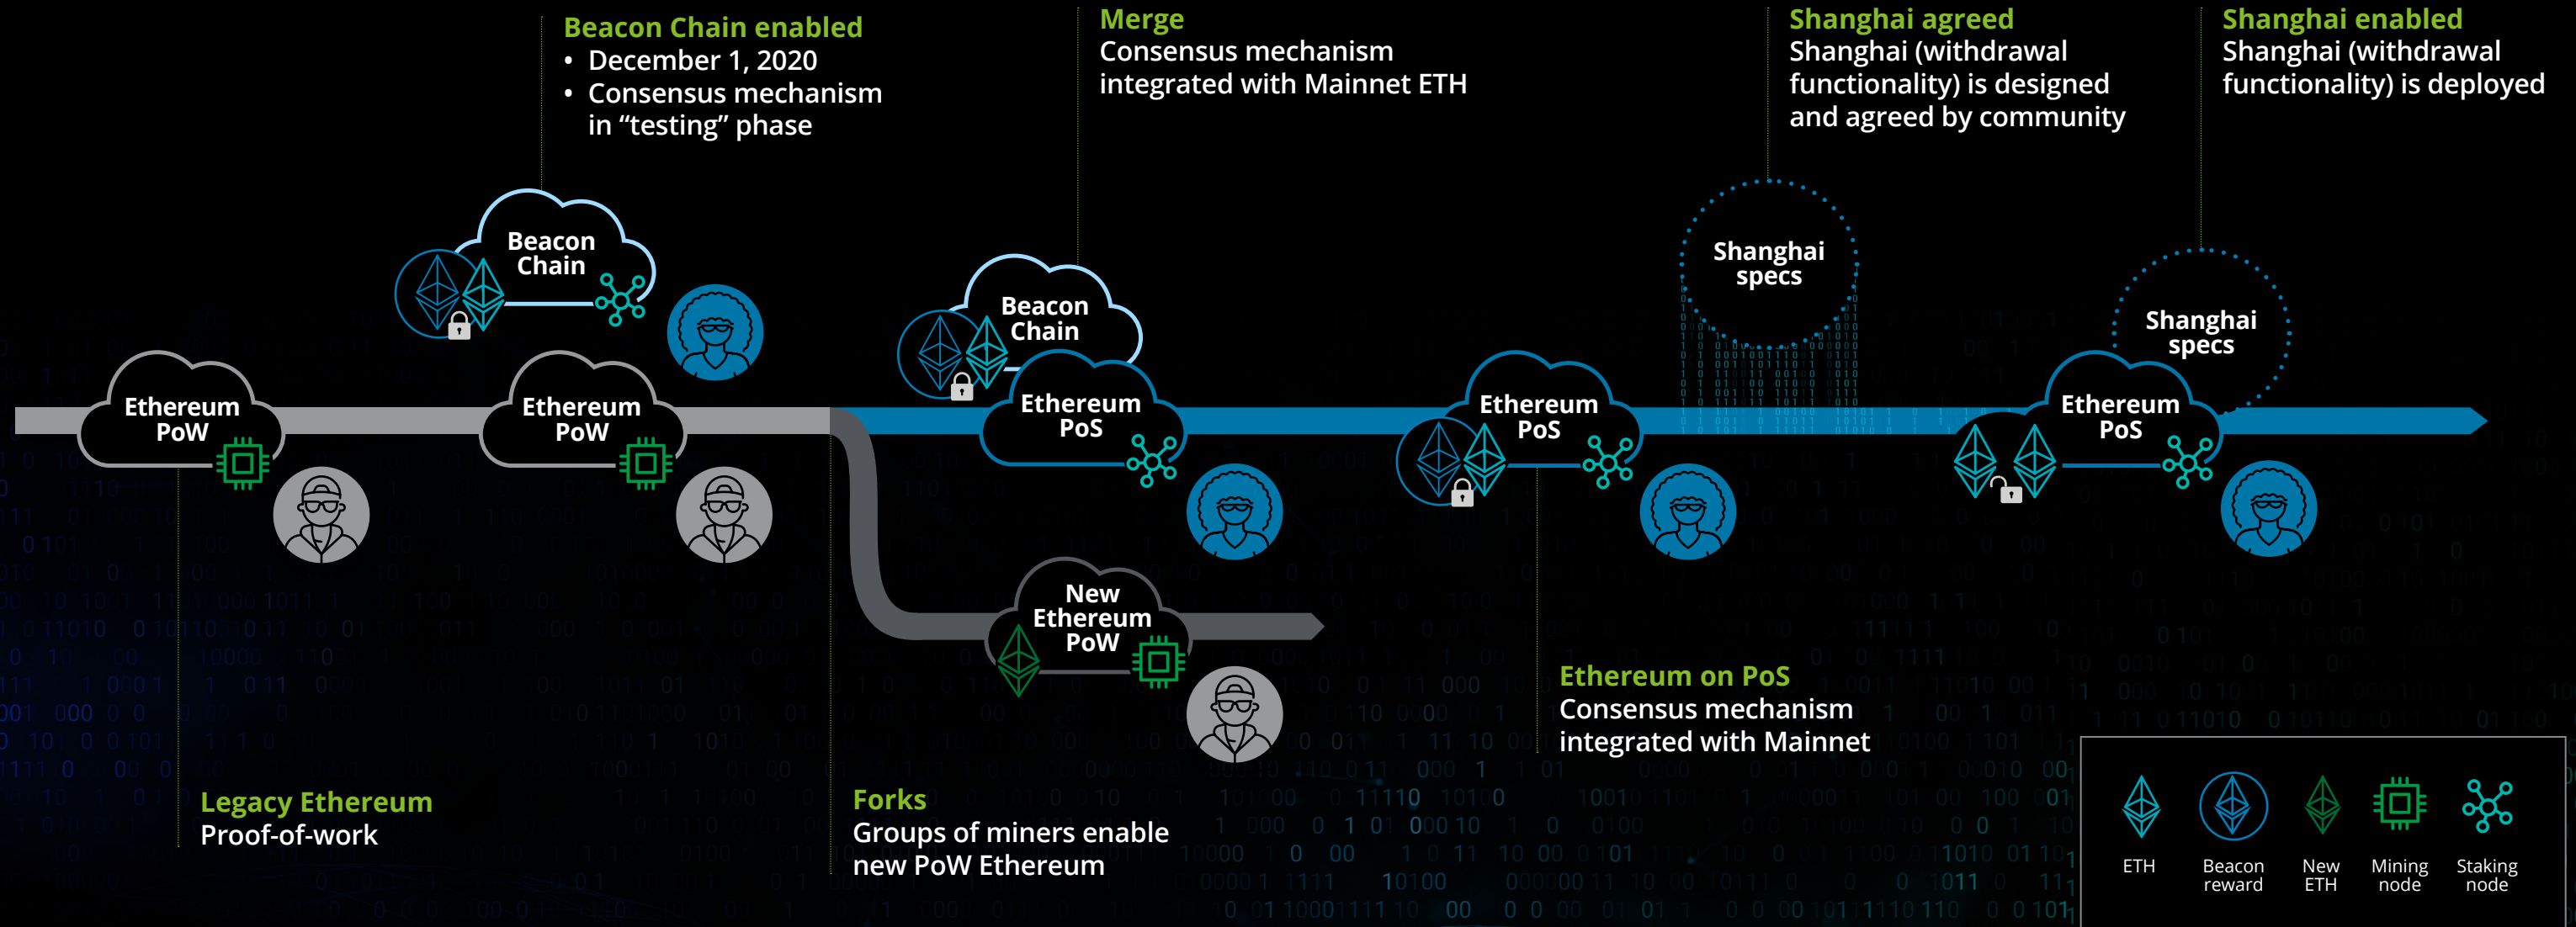 Beacon Chain enabled
• December 1, 2020
• Consensus mechanism
in “testing” phase
Merge
Consensus mechanism
integrated with Mainnet ETH
Shanghai agreed
Shanghai (withdrawal
functionality) is designed
and agreed by community
Shanghai enabled
Shanghai (withdrawal
functionality) is deployed
Beacon
Chain
Beacon
Chain
Shanghai
specs
Shanghai
specs
Ethereum
PoW
Ethereum
PoW
Ethereum
PoS
Ethereum
PoS
Ethereum
PoS
New
Ethereum
PoW
Legacy Ethereum
Proof-of-work
Forks
Groups of miners enable
new PoW Ethereum
Ethereum on PoS
Consensus mechanism
integrated with Mainnet
ETH
Beacon
reward
New
ETH
Mining
node
Staking
node